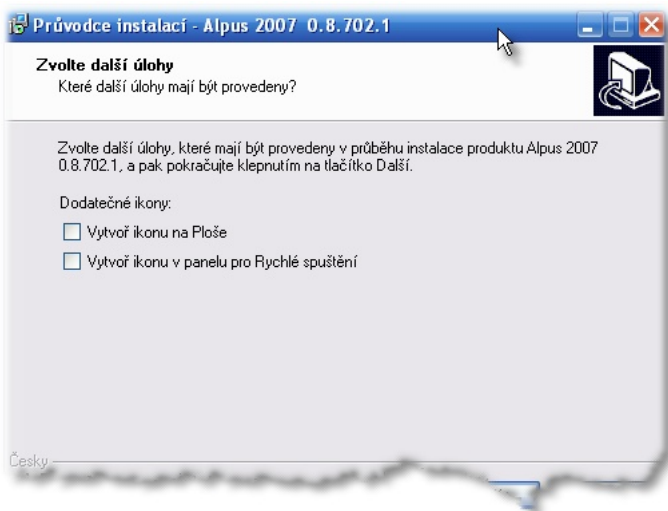 Průvodce instalací - Alpus 2007 0.8.702.1
Zvolte další úlohy
Které další úlohy mají být provedeny?
Zvolte další úlohy, které mají být provedeny v průběhu instalace produktu Alpus 2007
0.8.702.1, a pak pokračujte klepnutím na tlačítko Další.
Dodatečné ikony:
Vytvoř ikonu na Ploše
Vytvoř ikonu v panelu pro Rychlé spuštění
Česky